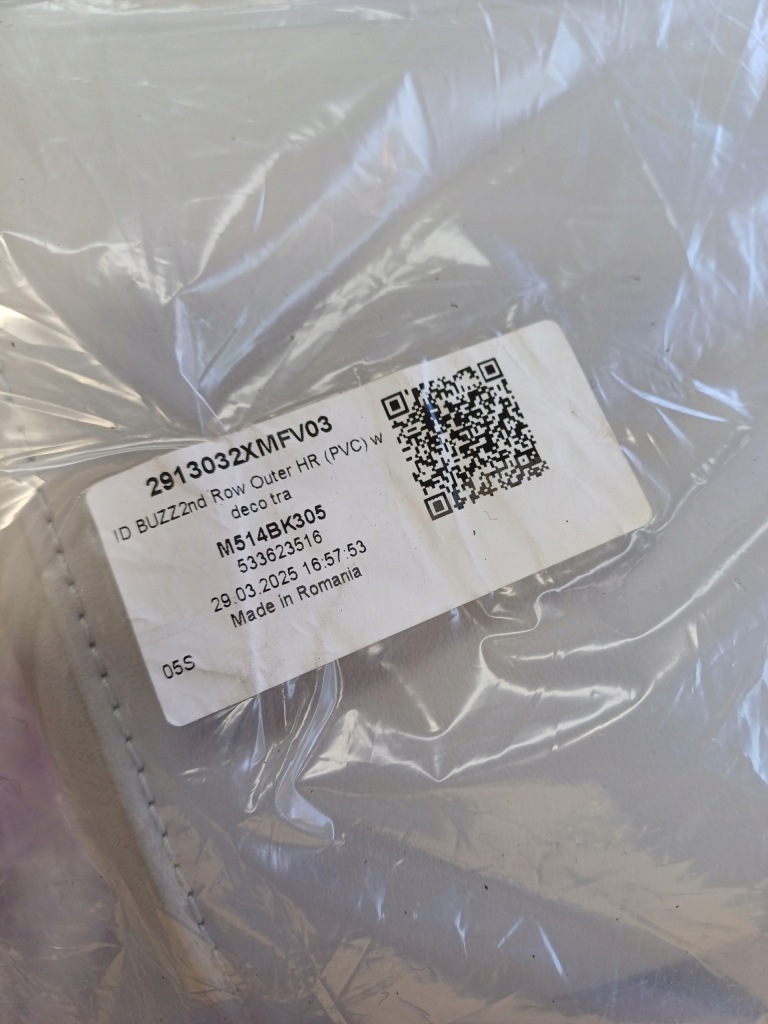 2913032XMFV03
ID BUZZ2nd Row Outer HR (PVC) w
deco tra
M514BK305
533623516
29.03.2025 16:57:53
Made in Romania
05S